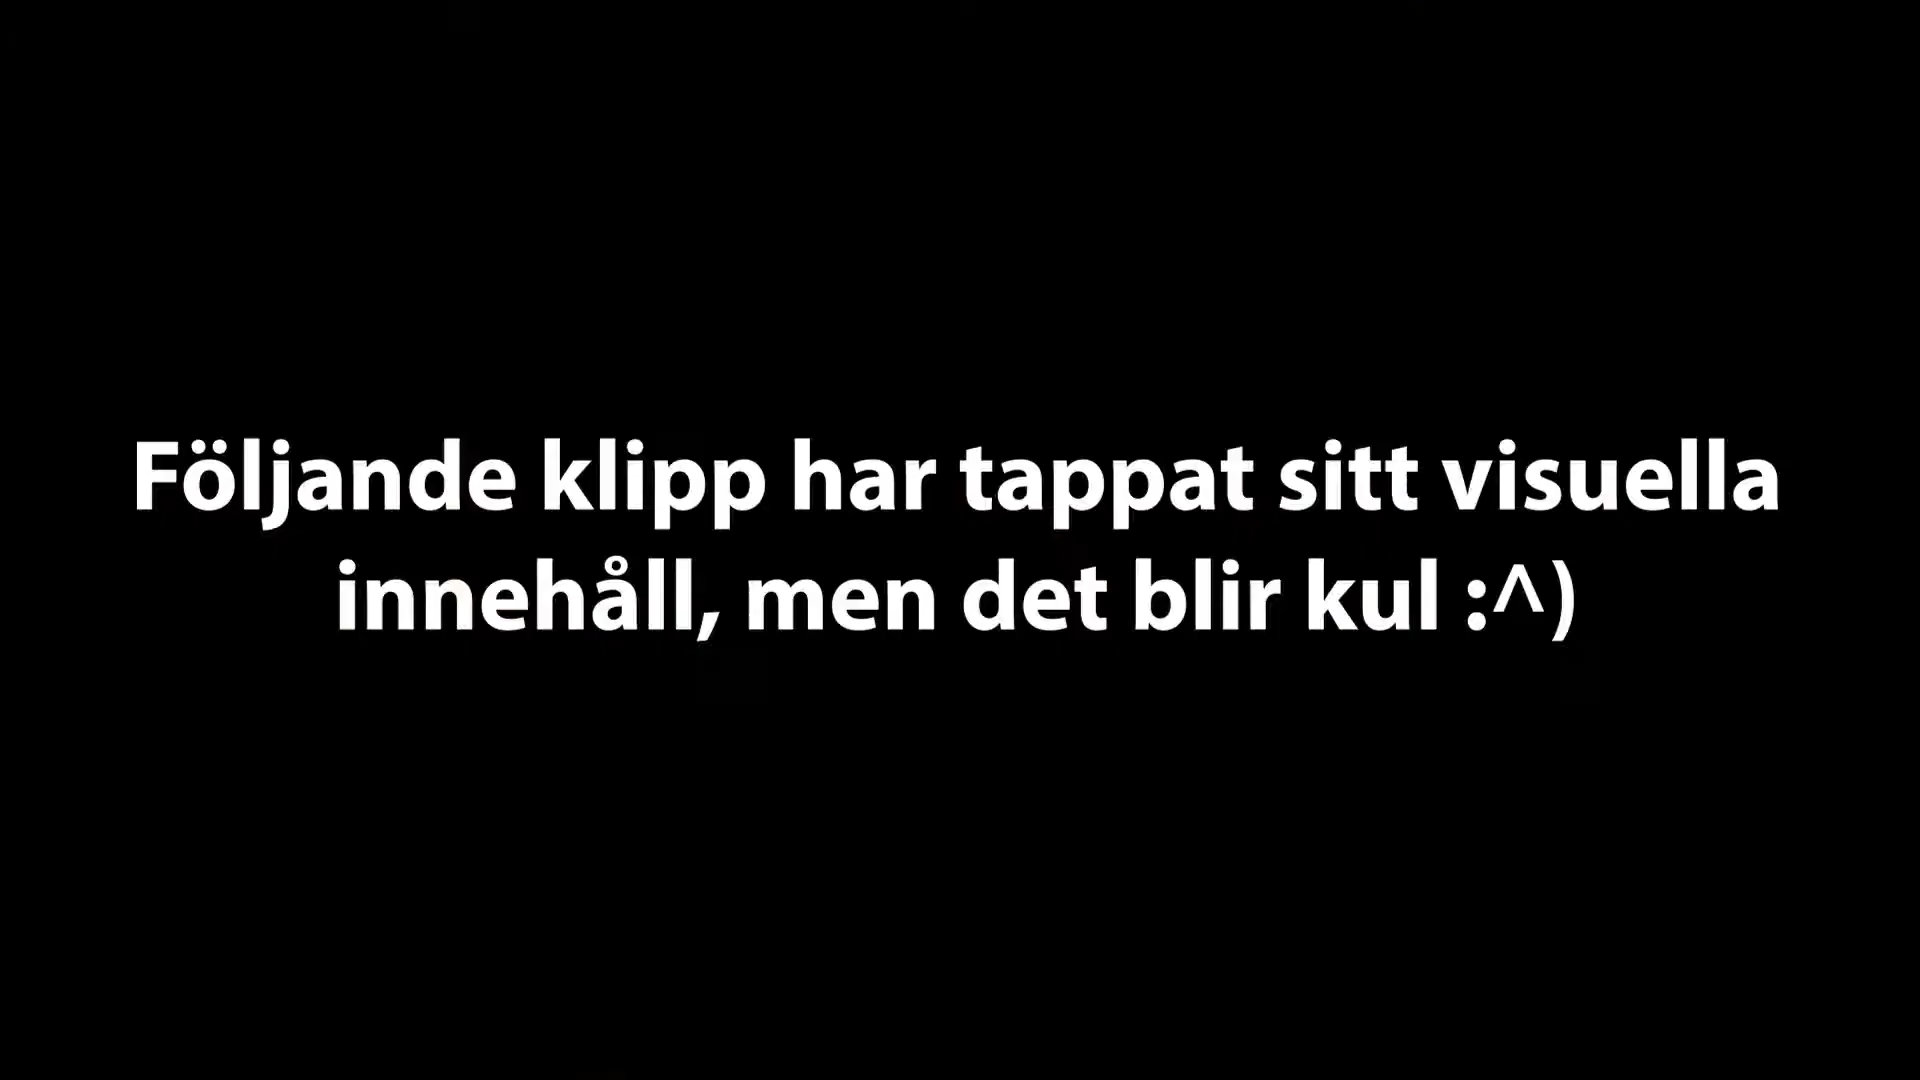 Följande klipp har tappat sitt visuella
innehåll, men det blir kul :^)